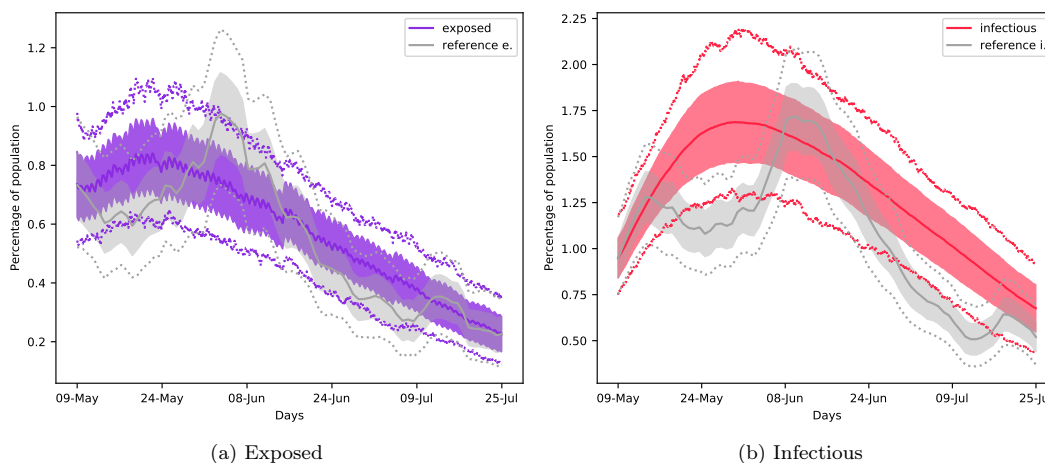 exposed
reference e.
1.2
1.0
0.8
0.6
0.4
0.2
Percentage of population
09-May 24-May 08-Jun 24-Jun 09-Jul 25-Jul
Days
(a) Exposed
infectious
reference i.
2.25
2.00
1.75
1.50
1.25
1.00
0.75
0.50
Percentage of population
09-May 24-May 08-Jun 24-Jun 09-Jul 25-Jul
Days
(b) Infectious